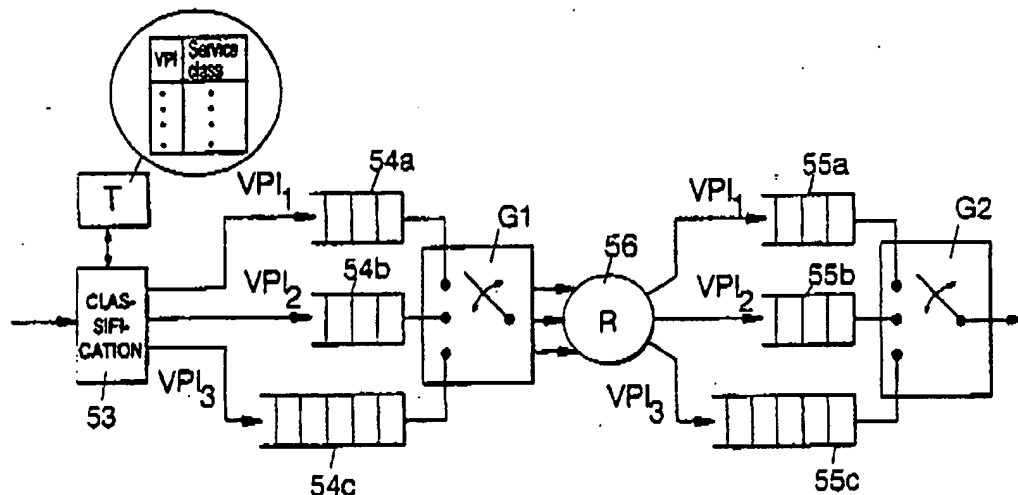 VPI Service class
T
VPI1
54a
G1
VPI2
54b
CLAS-
SIFI-
CATION
53
VPI3
54c
56
R
VPI1
55a
G2
VPI2
55b
VPI3
55c